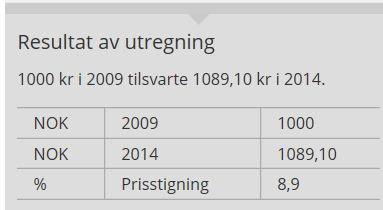 Resultat av utregning
1000 kr i 2009 tilsvarte 1089,10 kr i 2014.
NOK 2009 1000
NOK 2014 1089,10
% Prisstigning 8,9